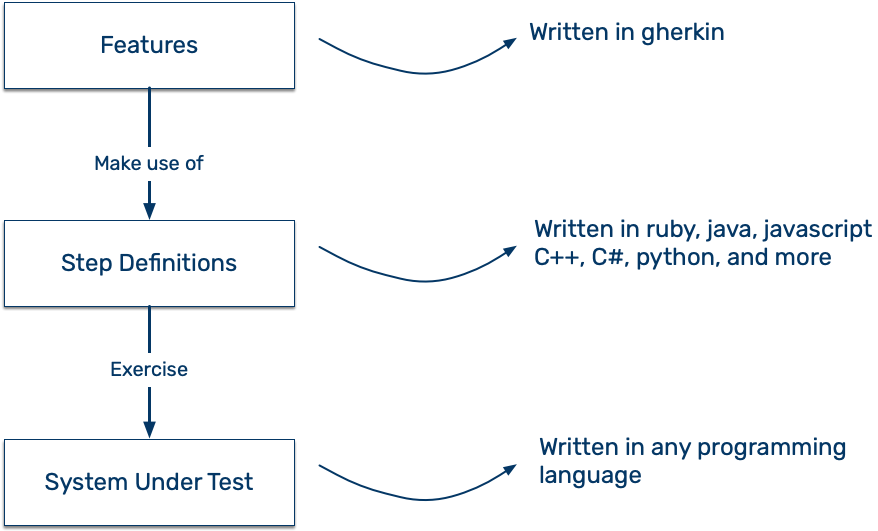 Features
Written in gherkin
Make use of
Step Definitions
Written in ruby, java, javascript
C++, C#, python, and more
Exercise
System Under Test
Written in any programming
language